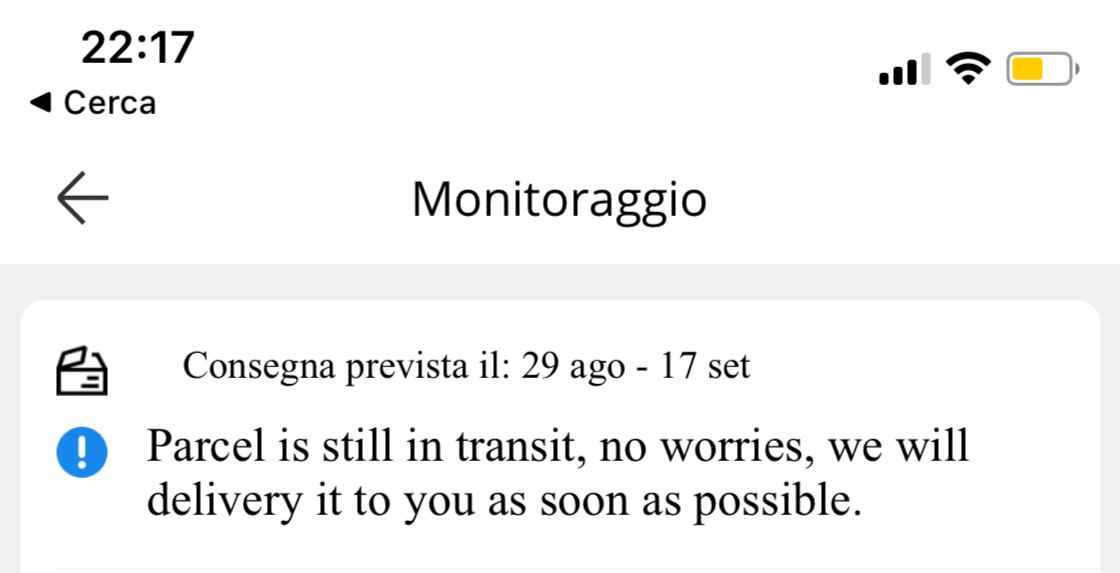 22:17
◀ Cerca
Monitoraggio
Consegna prevista il: 29 ago - 17 set
Parcel is still in transit, no worries, we will
delivery it to you as soon as possible.